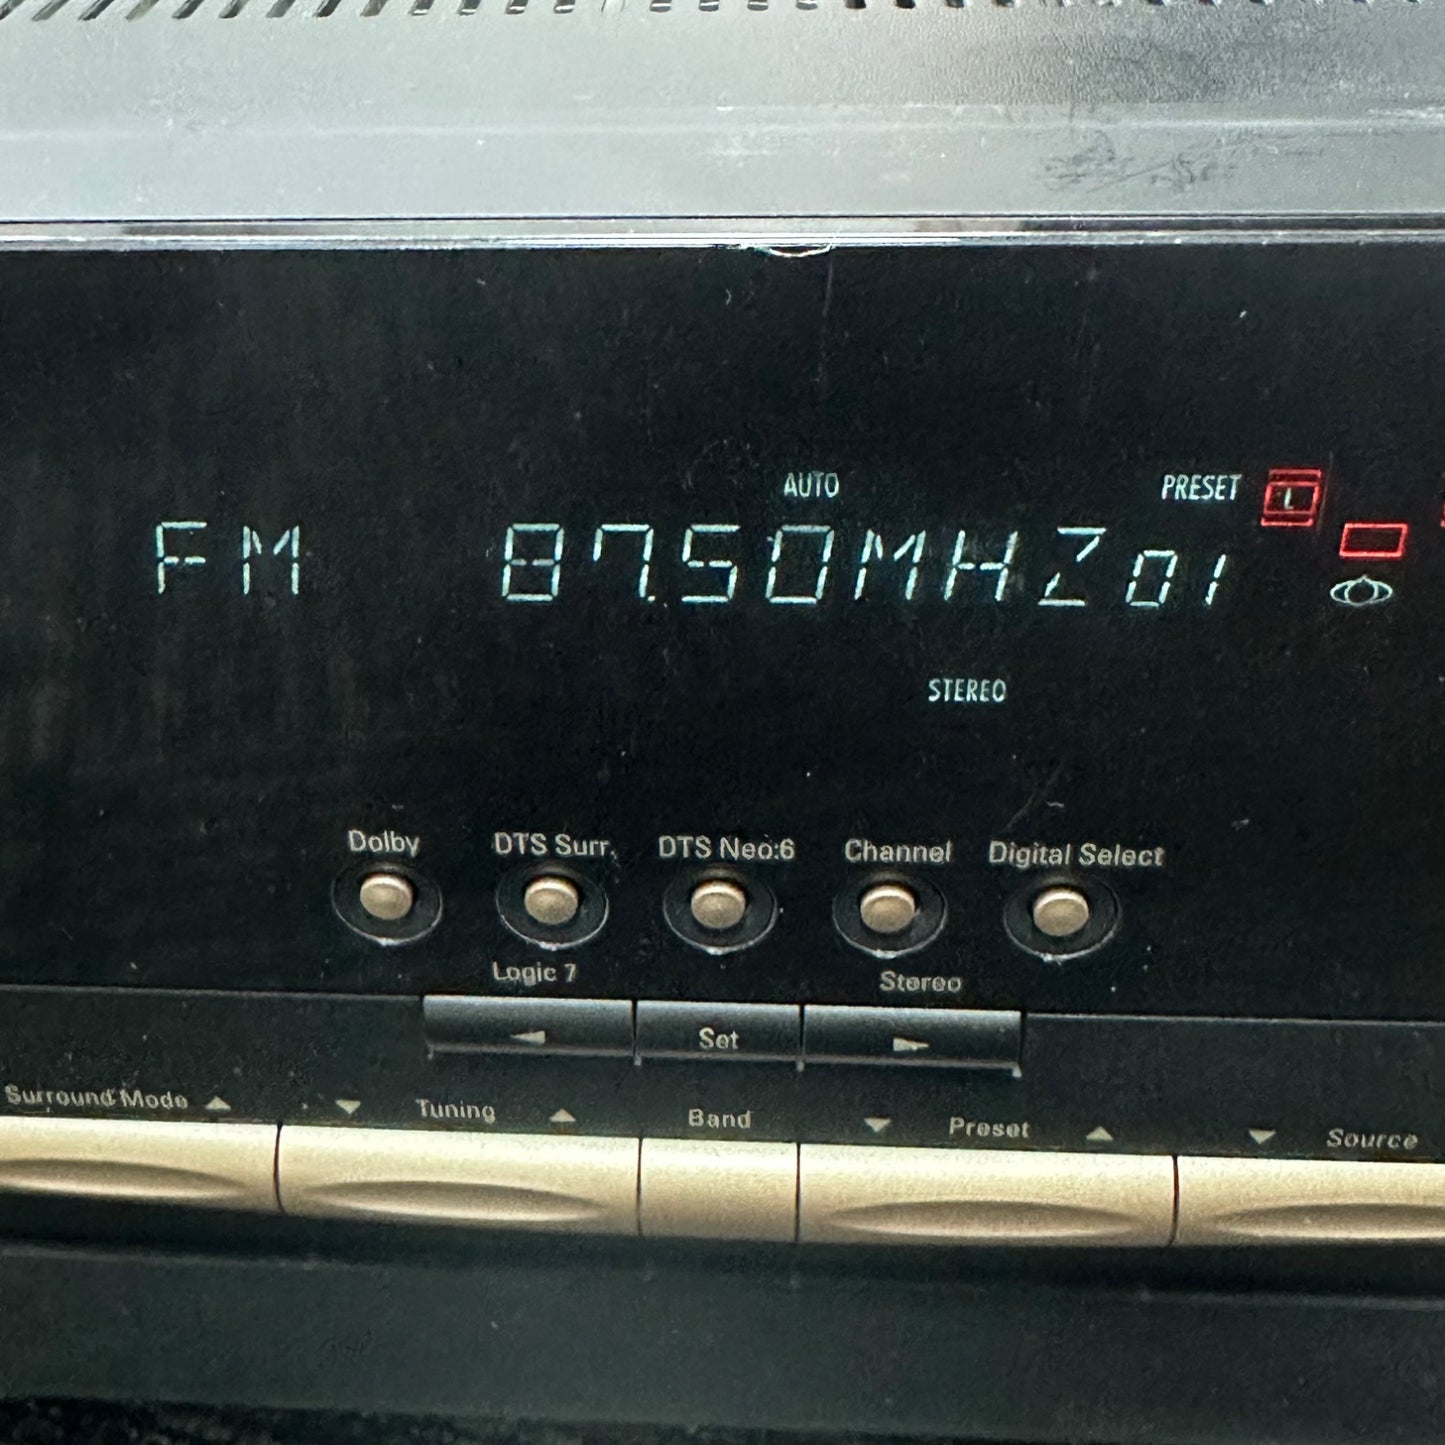 AUTO PRESET L
FM 87.50MHZ 01
STEREO
Dolby DTS Surr. DTS Neo:6 Channel Digital Select
Logic 7 Stereo
Set
Surround Mode Tuning Band Preset Source